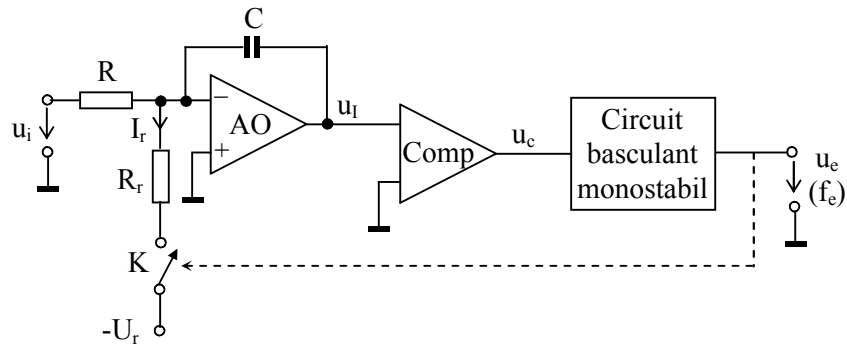 C
R
u_i
I_r
−
AO
+
u_I
R_r
Comp
u_c
Circuit
basculant
monostabil
u_e
(f_e)
K
-U_r